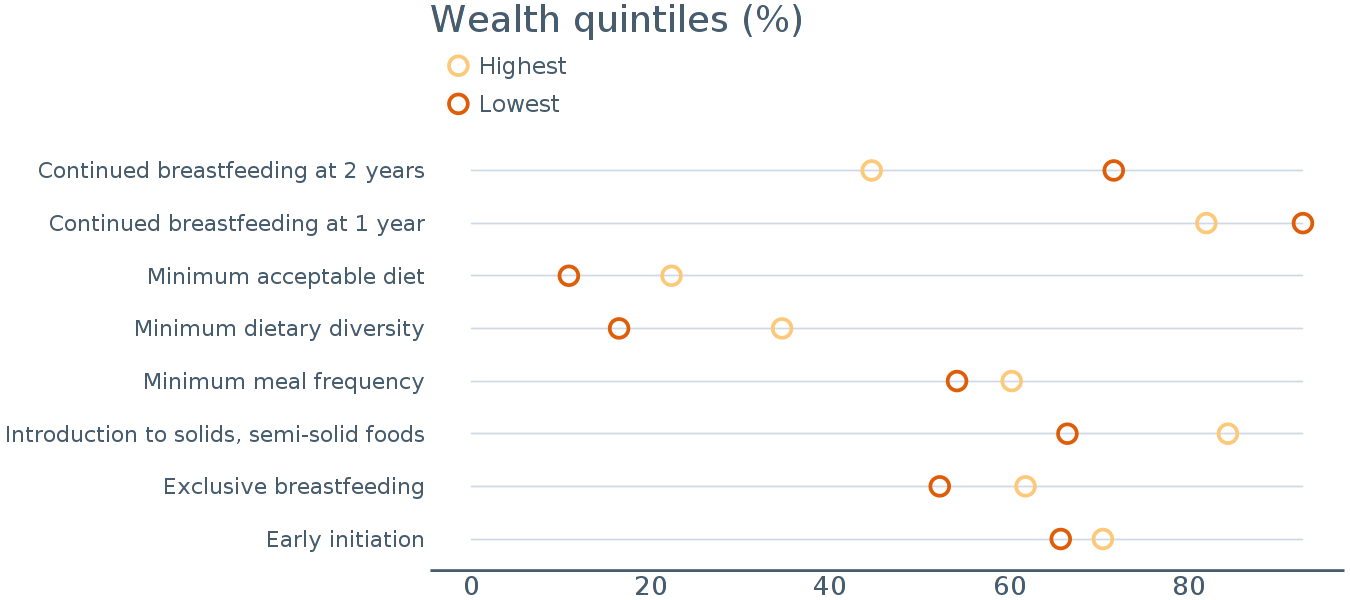 Wealth quintiles (%)
Highest
Lowest
Continued breastfeeding at 2 years
Continued breastfeeding at 1 year
Minimum acceptable diet
Minimum dietary diversity
Minimum meal frequency
Introduction to solids, semi-solid foods
Exclusive breastfeeding
Early initiation
0 20 40 60 80